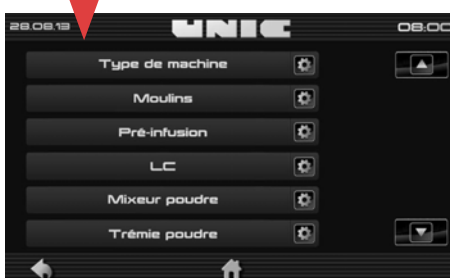 28.08.13 UNIC 08:00
Type de machine
Moulins
Pré-infusion
LC
Mixeur poudre
Trémie poudre